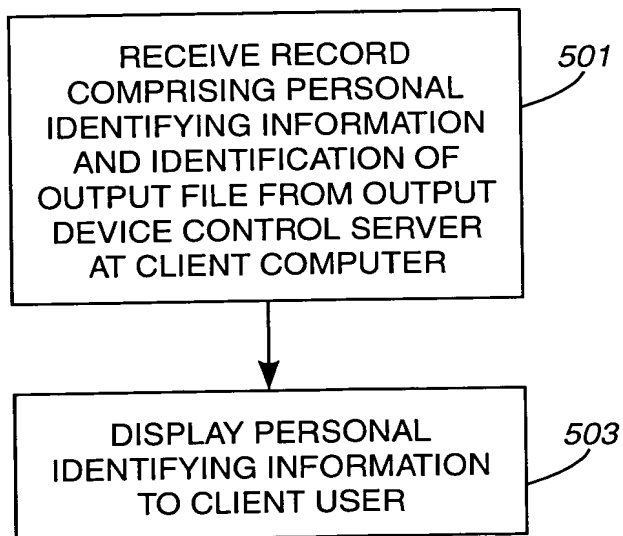 RECEIVE RECORD
COMPRISING PERSONAL
IDENTIFYING INFORMATION
AND IDENTIFICATION OF
OUTPUT FILE FROM OUTPUT
DEVICE CONTROL SERVER
AT CLIENT COMPUTER
501
DISPLAY PERSONAL
IDENTIFYING INFORMATION
TO CLIENT USER
503